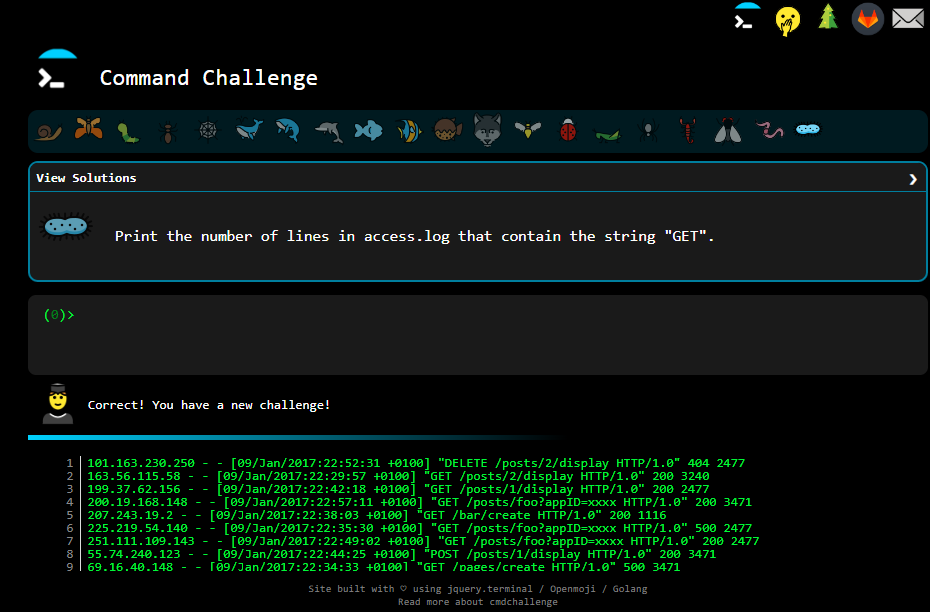 Command Challenge
View Solutions
Print the number of lines in access.log that contain the string "GET".
(0)>
Correct! You have a new challenge!
1 101.163.230.250 - - [09/Jan/2017:22:52:31 +0100] "DELETE /posts/2/display HTTP/1.0" 404 2477
2 163.56.115.58 - - [09/Jan/2017:22:29:57 +0100] "GET /posts/2/display HTTP/1.0" 200 3240
3 199.37.62.156 - - [09/Jan/2017:22:42:18 +0100] "GET /posts/1/display HTTP/1.0" 200 2477
4 200.19.168.148 - - [09/Jan/2017:22:57:11 +0100] "GET /posts/foo?appID=xxxx HTTP/1.0" 200 3471
5 207.243.19.2 - - [09/Jan/2017:22:38:03 +0100] "GET /bar/create HTTP/1.0" 200 1116
6 225.219.54.140 - - [09/Jan/2017:22:35:30 +0100] "GET /posts/foo?appID=xxxx HTTP/1.0" 500 2477
7 251.111.109.143 - - [09/Jan/2017:22:49:02 +0100] "GET /posts/foo?appID=xxxx HTTP/1.0" 200 2477
8 55.74.240.123 - - [09/Jan/2017:22:44:25 +0100] "POST /posts/1/display HTTP/1.0" 200 3471
9 69.16.40.148 - - [09/Jan/2017:22:34:33 +0100] "GET /pages/create HTTP/1.0" 500 3471
Site built with ♡ using jquery.terminal / Openmoji / Golang
Read more about cmdchallenge